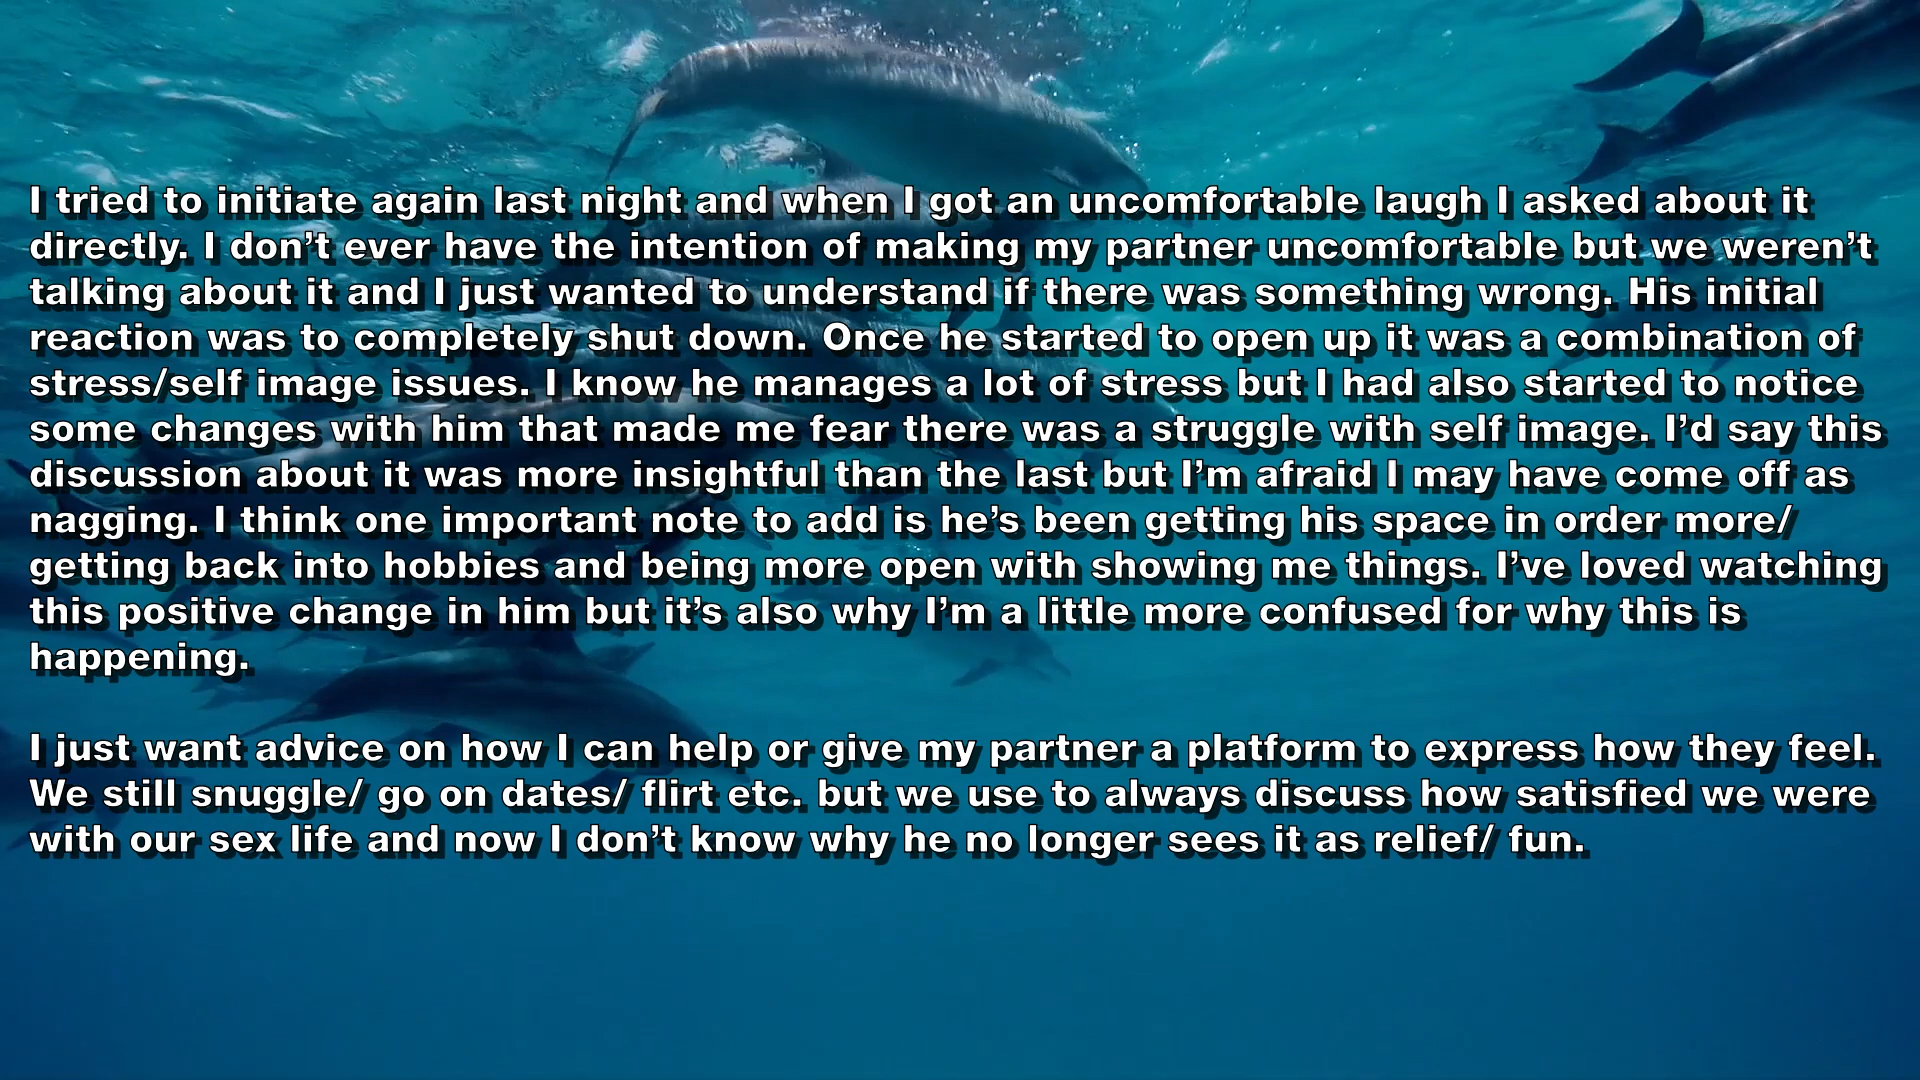 I tried to initiate again last night and when I got an uncomfortable laugh I asked about it
directly. I don’t ever have the intention of making my partner uncomfortable but we weren’t
talking about it and I just wanted to understand if there was something wrong. His initial
reaction was to completely shut down. Once he started to open up it was a combination of
stress/self image issues. I know he manages a lot of stress but I had also started to notice
some changes with him that made me fear there was a struggle with self image. I’d say this
discussion about it was more insightful than the last but I’m afraid I may have come off as
nagging. I think one important note to add is he’s been getting his space in order more/
getting back into hobbies and being more open with showing me things. I’ve loved watching
this positive change in him but it’s also why I’m a little more confused for why this is
happening.
I just want advice on how I can help or give my partner a platform to express how they feel.
We still snuggle/ go on dates/ flirt etc. but we use to always discuss how satisfied we were
with our sex life and now I don’t know why he no longer sees it as relief/ fun.